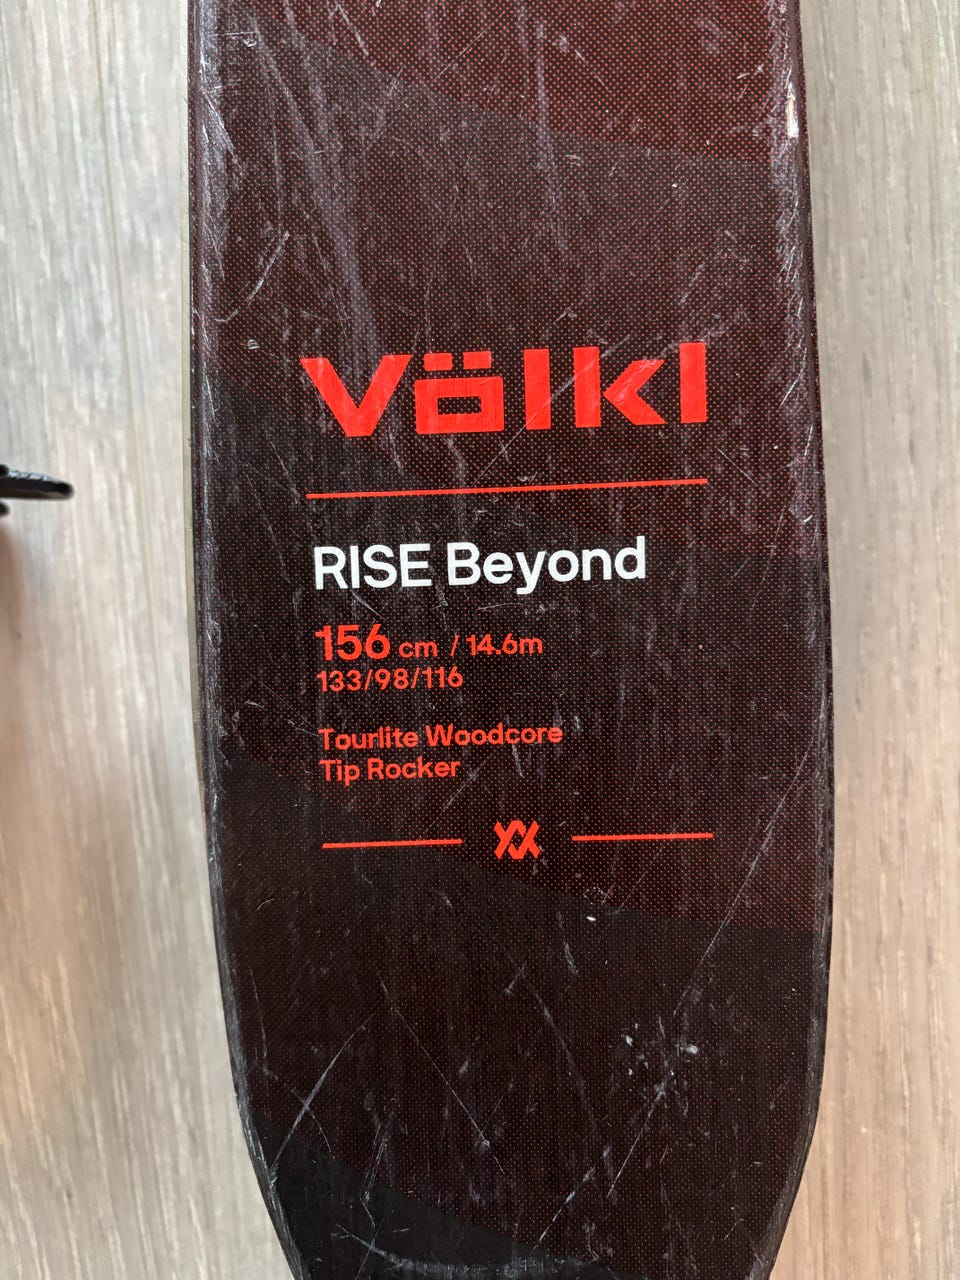 völkl
RISE Beyond
156 cm / 14.6m
133/98/116
Tourlite Woodcore
Tip Rocker